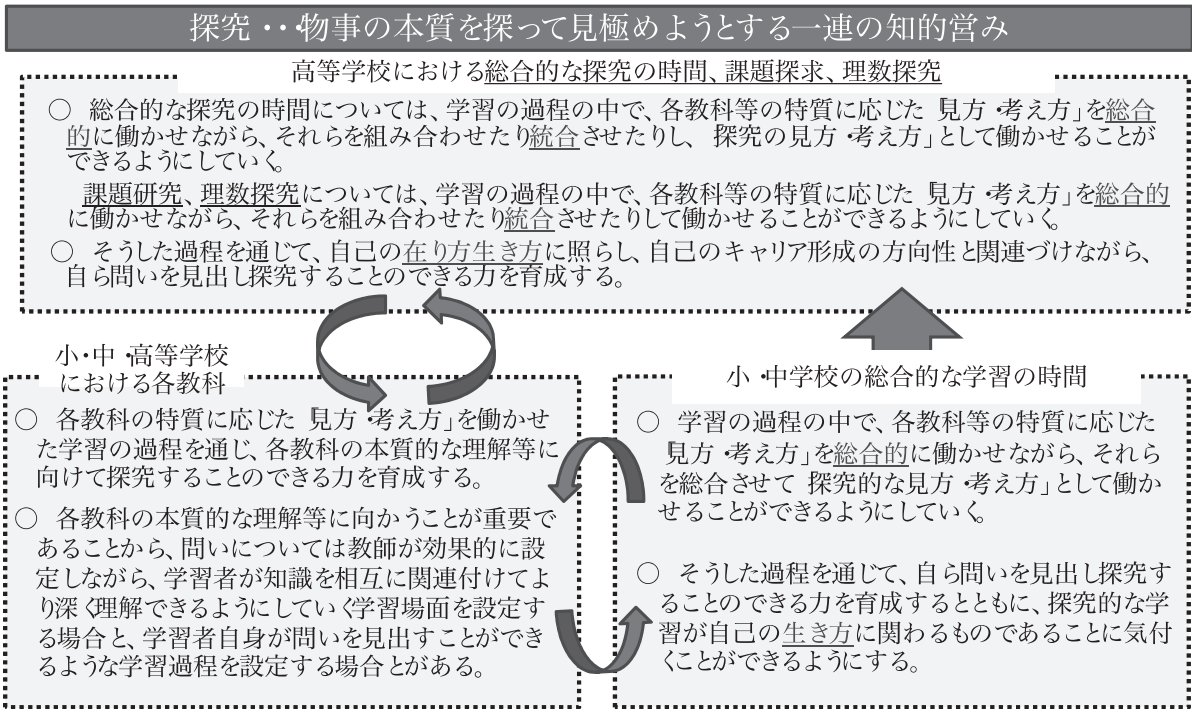 探究・・・物事の本質を探って見極めようとする一連の知的営み
高等学校における総合的な探究の時間、課題探求、理数探究
○ 総合的な探究の時間については、学習の過程の中で、各教科等の特質に応じた「見方・考え方」を総合
的に働かせながら、それらを組み合わせたり統合させたりし、「探究の見方・考え方」として働かせることが
できるようにしていく。
課題研究、理数探究については、学習の過程の中で、各教科等の特質に応じた「見方・考え方」を総合的
に働かせながら、それらを組み合わせたり統合させたりして働かせることができるようにしていく。
○ そうした過程を通じて、自己の在り方生き方に照らし、自己のキャリア形成の方向性と関連づけながら、
自ら問いを見出し探究することのできる力を育成する。
小・中・高等学校
における各教科
○ 各教科の特質に応じた「見方・考え方」を働かせ
た学習の過程を通じ、各教科の本質的な理解等に
向けて探究することのできる力を育成する。
○ 各教科の本質的な理解等に向かうことが重要で
あることから、問いについては教師が効果的に設
定しながら、学習者が知識を相互に関連付けてよ
り深く理解できるようにしていく学習場面を設定す
る場合と、学習者自身が問いを見出すことができ
るような学習過程を設定する場合とがある。
小・中学校の総合的な学習の時間
○ 学習の過程の中で、各教科等の特質に応じた
「見方・考え方」を総合的に働かせながら、それら
を総合させて「探究的な見方・考え方」として働か
せることができるようにしていく。
○ そうした過程を通じて、自ら問いを見出し探究す
ることのできる力を育成するとともに、探究的な学
習が自己の生き方に関わるものであることに気付
くことができるようにする。